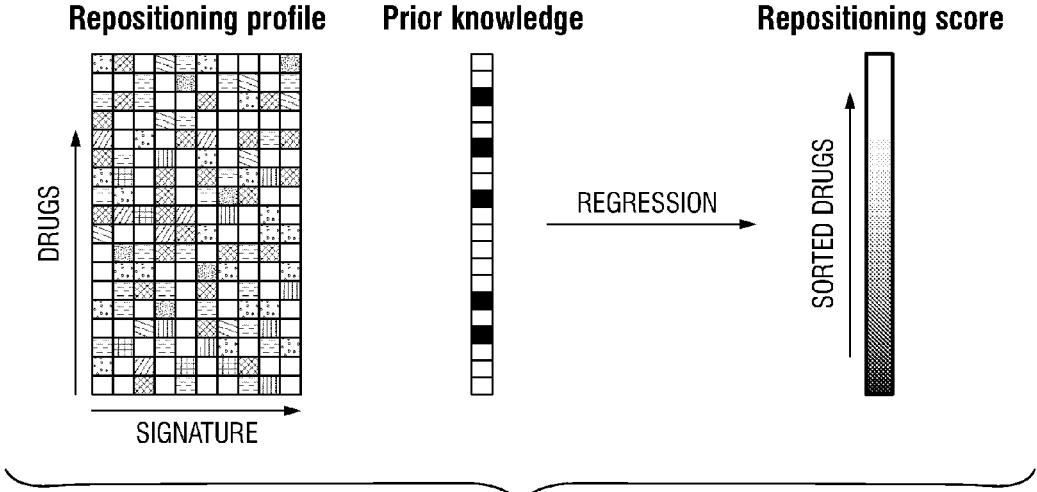 Repositioning profile
Prior knowledge
Repositioning score
DRUGS
SIGNATURE
REGRESSION
SORTED DRUGS